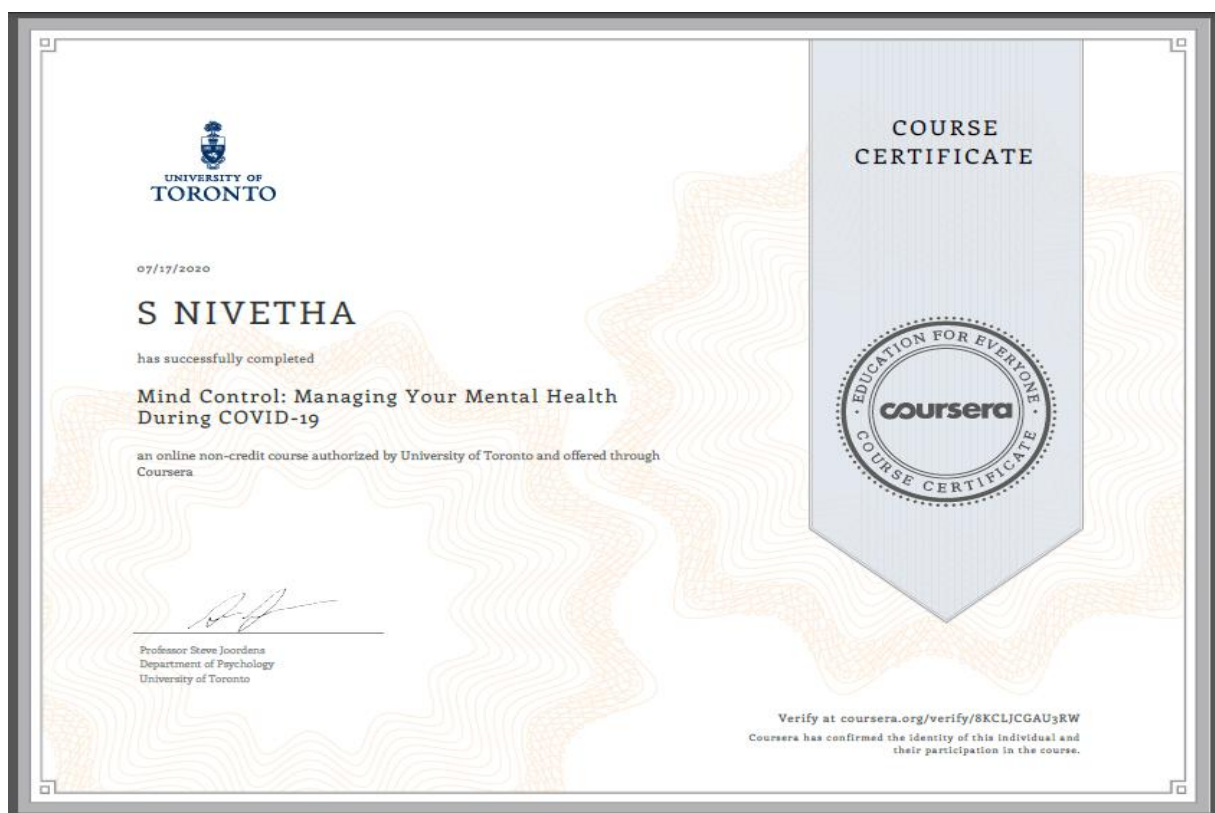 UNIVERSITY OF
TORONTO
07/17/2020
S NIVETHA
has successfully completed
Mind Control: Managing Your Mental Health
During COVID-19
an online non-credit course authorized by University of Toronto and offered through
Coursera
Professor Steve Joordens
Department of Psychology
University of Toronto
COURSE
CERTIFICATE
EDUCATION FOR EVERYONE
coursera
COURSE CERTIFICATE
Verify at coursera.org/verify/8KCLJCGAU3RW
Coursera has confirmed the identity of this individual and
their participation in the course.